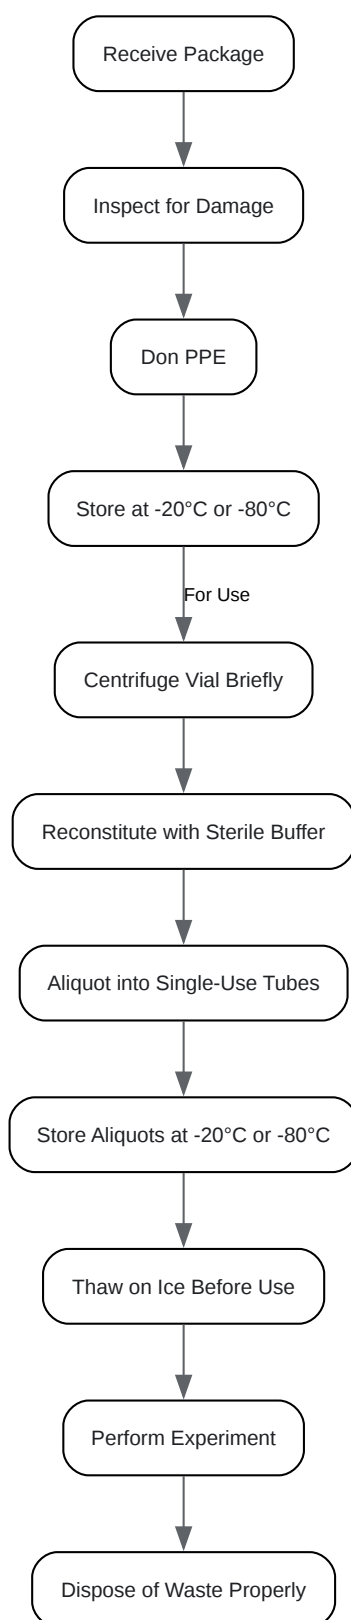 Receive Package
Inspect for Damage
Don PPE
Store at -20°C or -80°C
For Use
Centrifuge Vial Briefly
Reconstitute with Sterile Buffer
Aliquot into Single-Use Tubes
Store Aliquots at -20°C or -80°C
Thaw on Ice Before Use
Perform Experiment
Dispose of Waste Properly